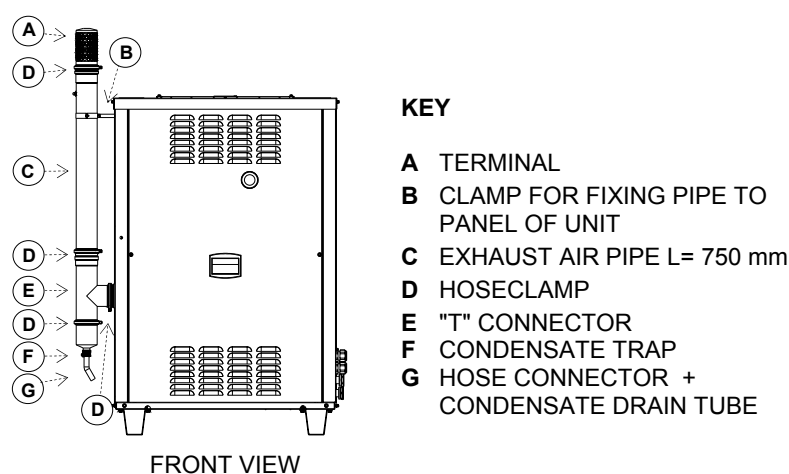 A
B
D
C
D
E
D
F
G
D
FRONT VIEW
KEY
A TERMINAL
B CLAMP FOR FIXING PIPE TO
PANEL OF UNIT
C EXHAUST AIR PIPE L= 750 mm
D HOSECLAMP
E "T" CONNECTOR
F CONDENSATE TRAP
G HOSE CONNECTOR +
CONDENSATE DRAIN TUBE